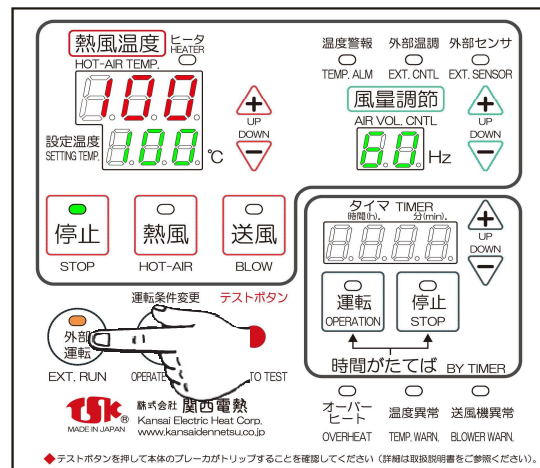 熱風温度
ヒータ
HEATER
HOT-AIR TEMP.
100
設定温度
SETTING TEMP.
100
℃
+
UP
DOWN
−
温度警報 外部温調 外部センサ
TEMP. ALM EXT. CNTL EXT. SENSOR
風量調節
AIR VOL. CNTL
60
Hz
+
UP
DOWN
−
停止
STOP
熱風
HOT-AIR
送風
BLOW
タイマ TIMER
時間(h). 分(min).
8.8.8.8.
+
UP
DOWN
−
運転
OPERATION
停止
STOP
時間がたてば BY TIMER
運転条件変更
テストボタン
外部
運転
EXT. RUN
OPERATE
TO TEST
オーバー
ヒート
OVERHEAT
温度異常
TEMP. WARN.
送風機異常
BLOWER WARN.
TSK
MADE IN JAPAN
株式会社 関西電熱
Kansai Electric Heat Corp.
www.kansaidennetsu.co.jp
◆テストボタンを押して本体のブレーカがトリップすることを確認してください（詳細は取扱説明書をご参照ください）。